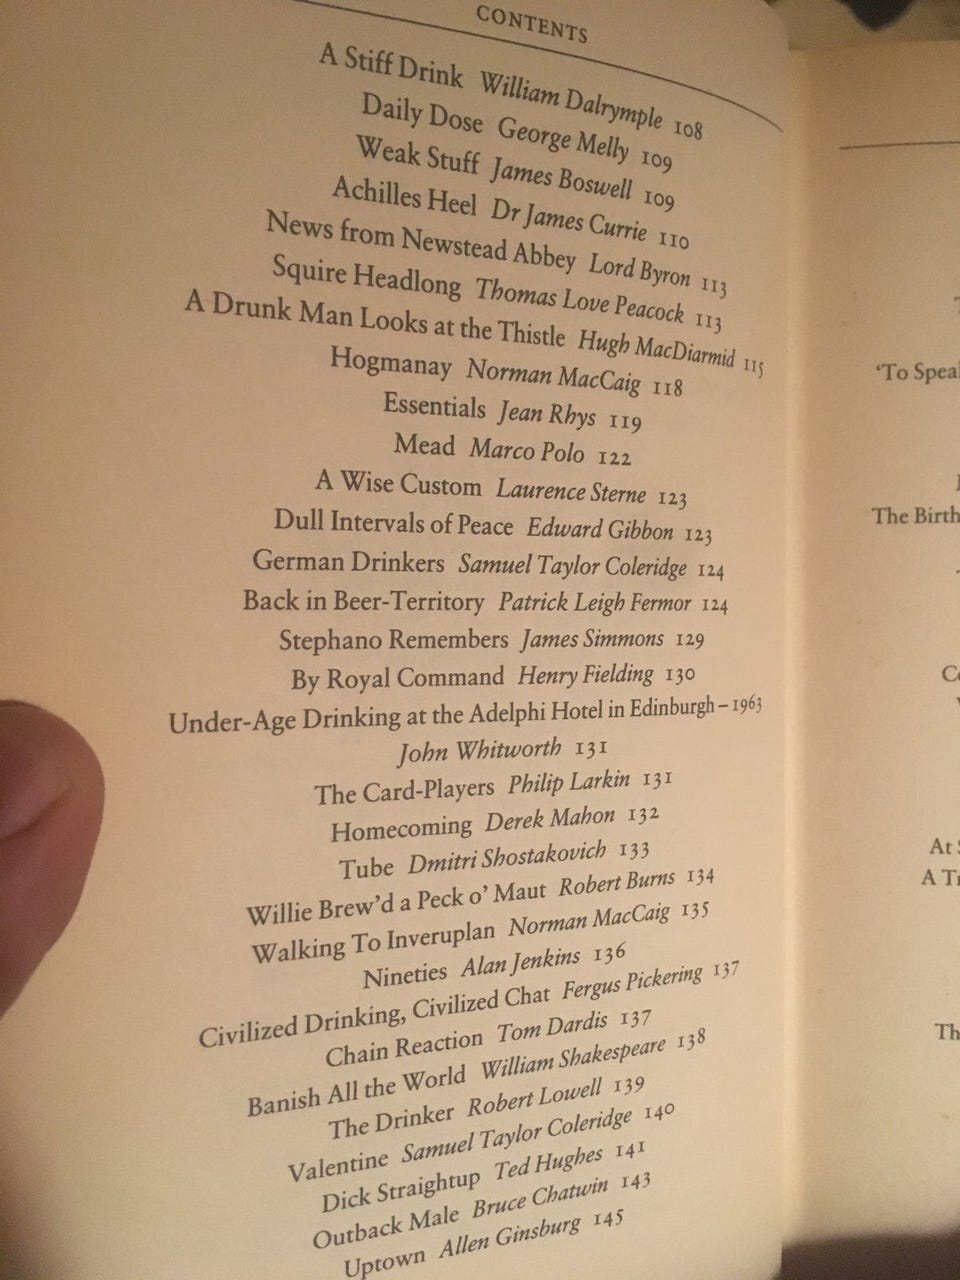 CONTENTS
A Stiff Drink William Dalrymple 108
Daily Dose George Melly 109
Weak Stuff James Boswell 109
Achilles Heel Dr James Currie 110
News from Newstead Abbey Lord Byron 113
Squire Headlong Thomas Love Peacock 113
A Drunk Man Looks at the Thistle Hugh MacDiarmid 115
Hogmanay Norman MacCaig 118
Essentials Jean Rhys 119
Mead Marco Polo 122
A Wise Custom Laurence Sterne 123
Dull Intervals of Peace Edward Gibbon 123
German Drinkers Samuel Taylor Coleridge 124
Back in Beer-Territory Patrick Leigh Fermor 124
Stephano Remembers James Simmons 129
By Royal Command Henry Fielding 130
Under-Age Drinking at the Adelphi Hotel in Edinburgh – 1963
John Whitworth 131
The Card-Players Philip Larkin 131
Homecoming Derek Mahon 132
Tube Dmitri Shostakovich 133
Willie Brew'd a Peck o' Maut Robert Burns 134
Walking To Inveruplan Norman MacCaig 135
Nineties Alan Jenkins 136
Civilized Drinking, Civilized Chat Fergus Pickering 137
Chain Reaction Tom Dardis 137
Banish All the World William Shakespeare 138
The Drinker Robert Lowell 139
Valentine Samuel Taylor Coleridge 140
Dick Straightup Ted Hughes 141
Outback Male Bruce Chatwin 143
Uptown Allen Ginsburg 145
'To Speak
The Birth
At
A